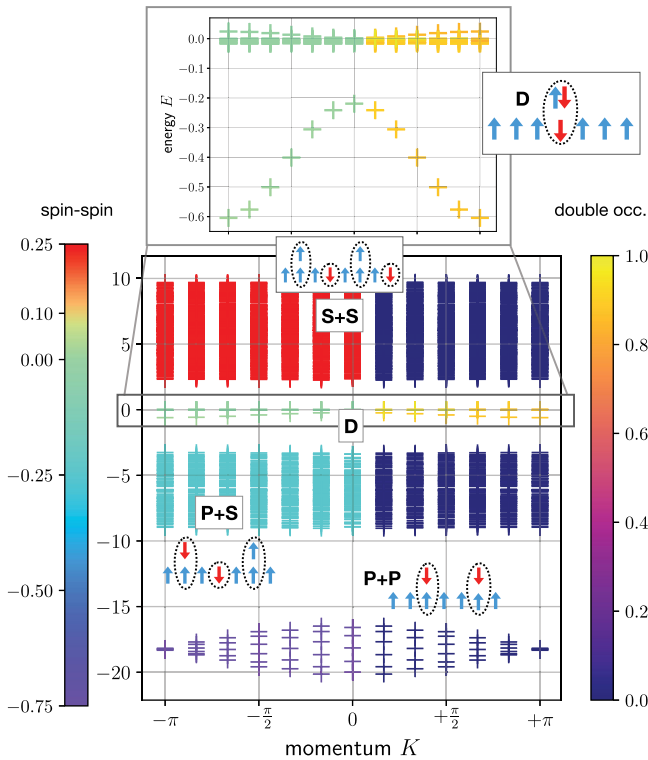 0.0
−0.1
−0.2
−0.3
−0.4
−0.5
−0.6
energy E
D
spin-spin
double occ.
0.25
0.10
0.00
−0.25
−0.50
−0.75
10
5
0
−5
−10
−15
−20
S+S
D
P+S
P+P
−π
−π/2
0
+π/2
+π
momentum K
1.0
0.8
0.6
0.4
0.2
0.0